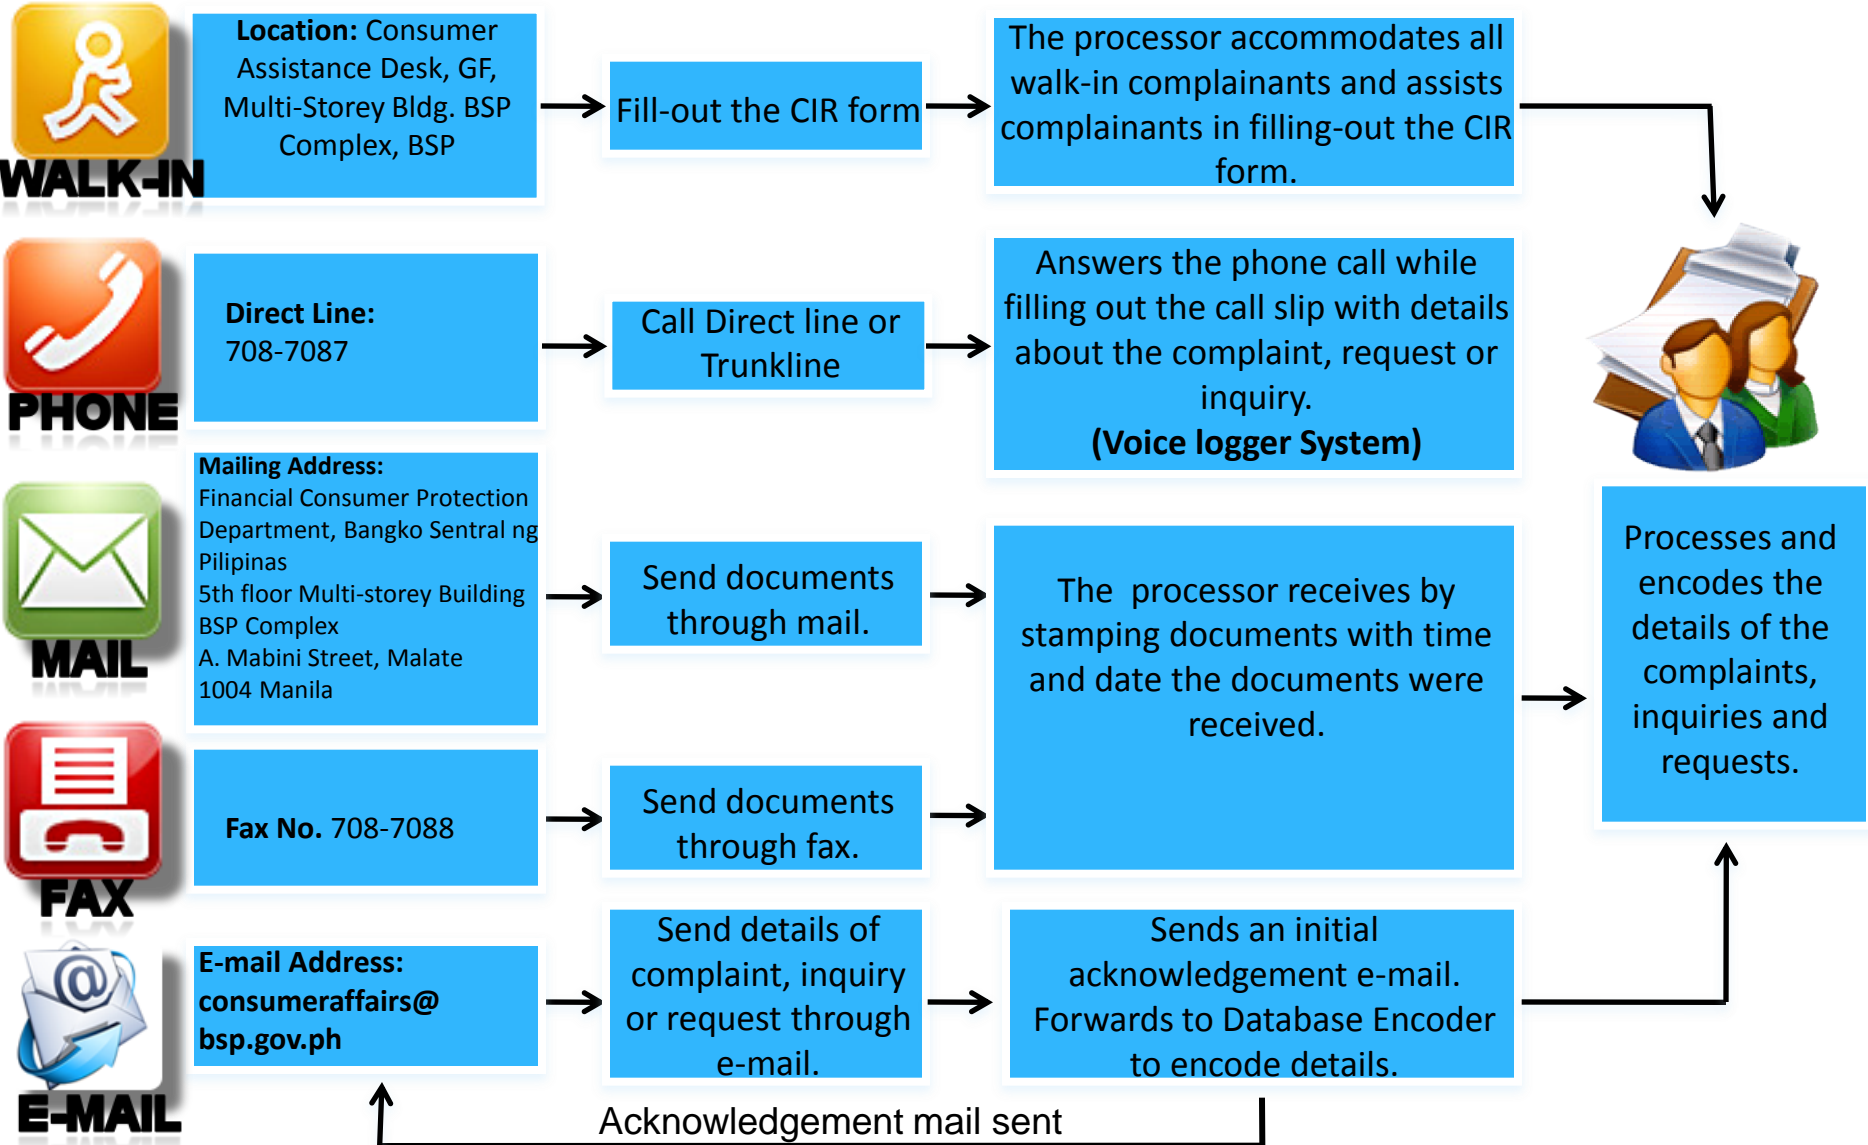 WALK-IN
Location: Consumer
Assistance Desk, GF,
Multi-Storey Bldg. BSP
Complex, BSP
Fill-out the CIR form
The processor accommodates all
walk-in complainants and assists
complainants in filling-out the CIR
form.
PHONE
Direct Line:
708-7087
Call Direct line or
Trunkline
Answers the phone call while
filling out the call slip with details
about the complaint, request or
inquiry.
(Voice logger System)
MAIL
Mailing Address:
Financial Consumer Protection
Department, Bangko Sentral ng
Pilipinas
5th floor Multi-storey Building
BSP Complex
A. Mabini Street, Malate
1004 Manila
Send documents
through mail.
The  processor receives by
stamping documents with time
and date the documents were
received.
Processes and
encodes the
details of the
complaints,
inquiries and
requests.
FAX
Fax No. 708-7088
Send documents
through fax.
E-MAIL
@
E-mail Address:
consumeraffairs@
bsp.gov.ph
Send details of
complaint, inquiry
or request through
e-mail.
Sends an initial
acknowledgement e-mail.
Forwards to Database Encoder
to encode details.
Acknowledgement mail sent